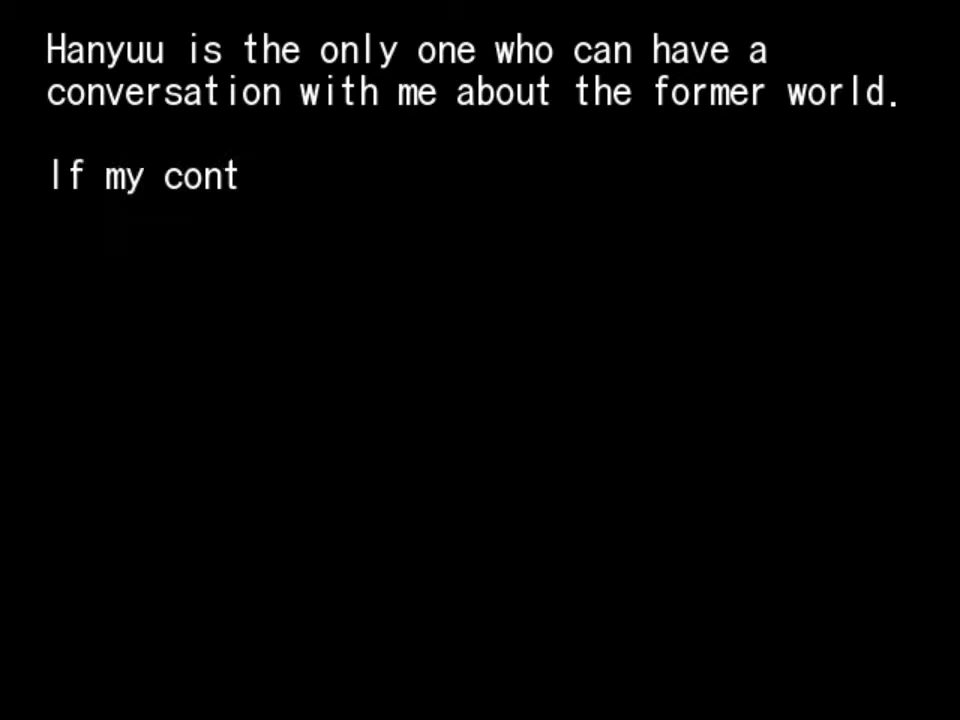 Hanyuu is the only one who can have a
conversation with me about the former world.
If my cont